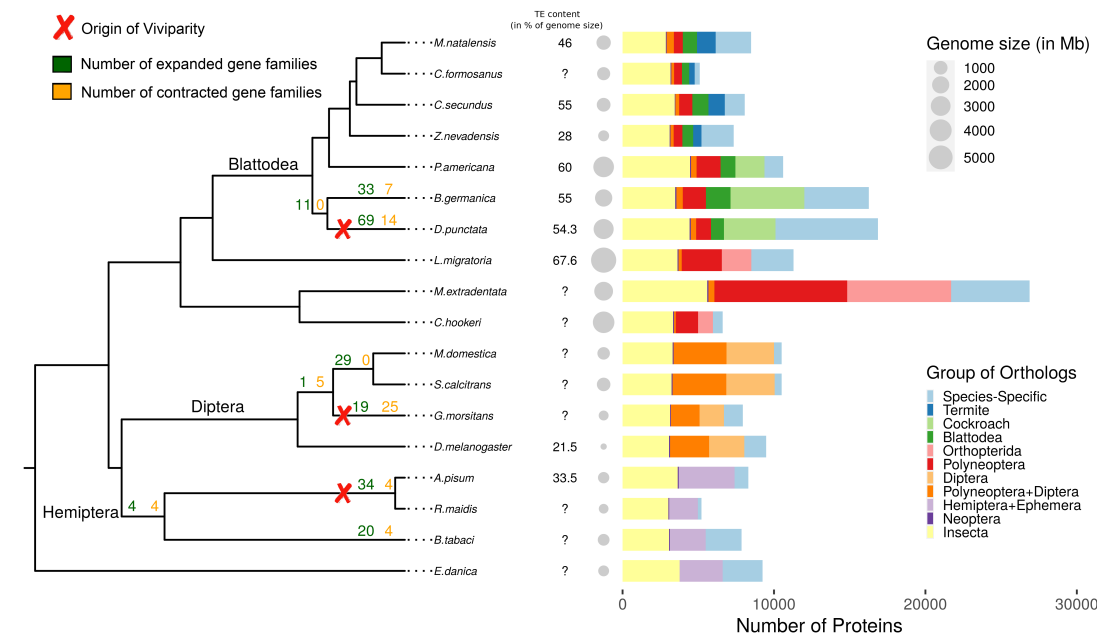 TE content
(in % of genome size)
Origin of Viviparity
Number of expanded gene families
Number of contracted gene families
M.natalensis 46
C.formosanus ?
C.secundus 55
Z.nevadensis 28
Blattodea
P.americana 60
33 7
B.germanica 55
11 0
69 14
D.punctata 54.3
L.migratoria 67.6
M.extradentata ?
C.hookeri ?
M.domestica ?
29 0
S.calcitrans ?
1 5
Diptera
19 25
G.morsitans ?
D.melanogaster 21.5
A.pisum 33.5
34 4
R.maidis ?
4 4
Hemiptera
20 4
B.tabaci ?
E.danica ?
Genome size (in Mb)
1000
2000
3000
4000
5000
Group of Orthologs
Species-Specific
Termite
Cockroach
Blattodea
Orthopterida
Polyneoptera
Diptera
Polyneoptera+Diptera
Hemiptera+Ephemera
Neoptera
Insecta
0 10000 20000 30000
Number of Proteins